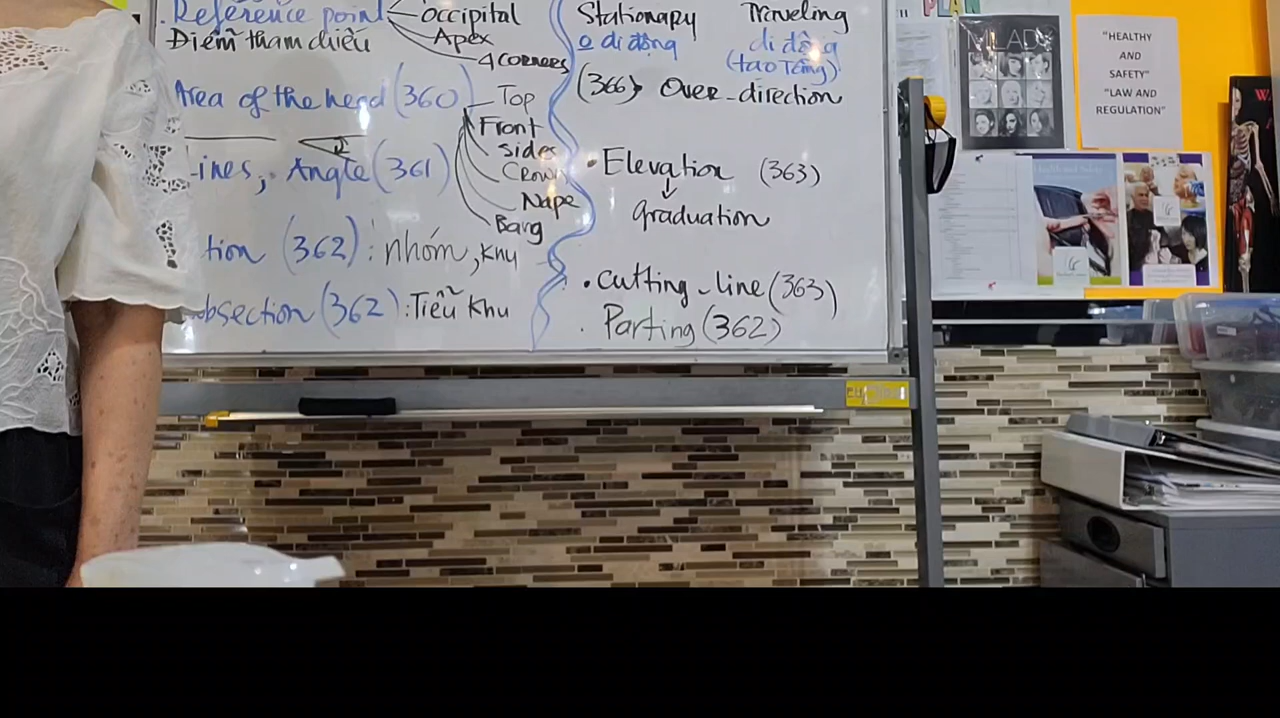 . Reference point
Điểm tham chiếu
occipital
Apex
4 corners
Area of the head (360)
Top
Front
Sides
Crown
Nape
Bang
ines, Angle (361)
tion (362) : nhóm, khu
bsection (362) : Tiểu khu
Stationary
di động
Traveling
di động
(tạo tầng)
(366) Over-direction
• Elevation (363)
graduation
• Cutting-line (363)
. Parting (362)
PLAN
MILADY
"HEALTHY
AND
SAFETY"
"LAW AND
REGULATION"